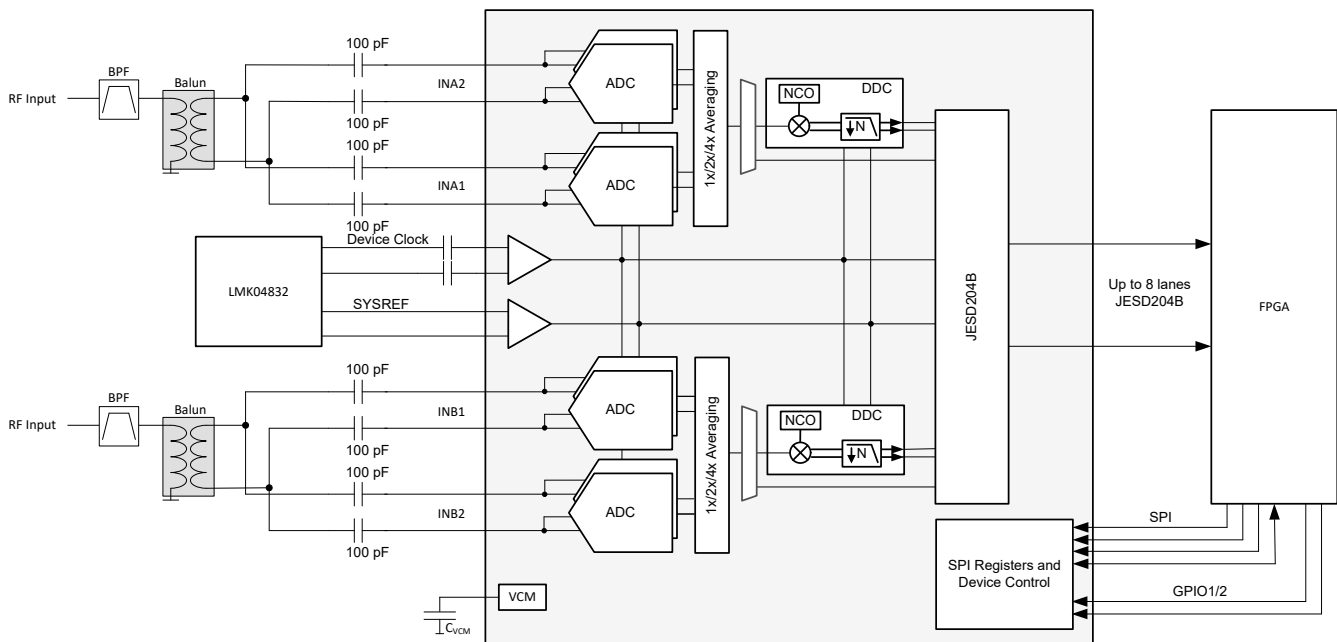 100 pF
INA2
BPF
Balun
RF Input
100 pF
100 pF
INA1
100 pF
ADC
ADC
1x/2x/4x Averaging
DDC
NCO
N
Device Clock
LMK04832
SYSREF
JESD204B
Up to 8 lanes
JESD204B
FPGA
100 pF
INB1
BPF
Balun
RF Input
100 pF
100 pF
INB2
100 pF
ADC
ADC
1x/2x/4x Averaging
DDC
NCO
N
SPI
SPI Registers and
Device Control
GPIO1/2
VCM
CVCM